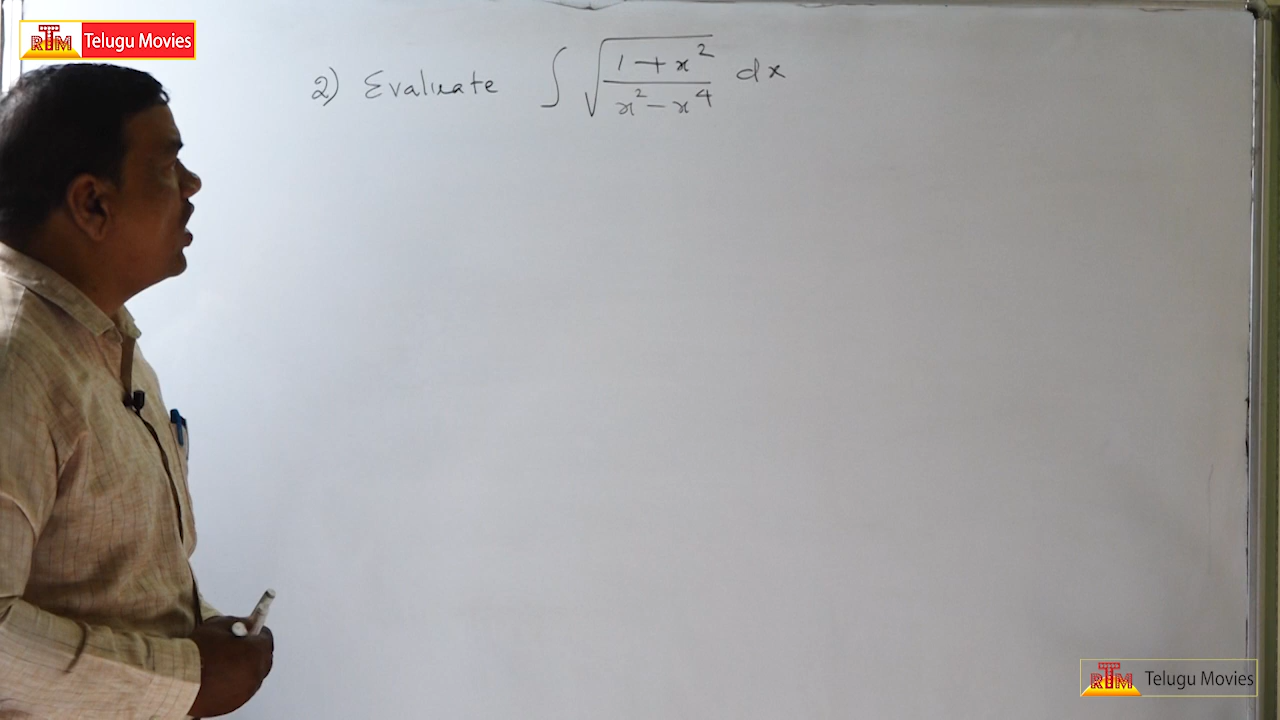 RTM Telugu Movies
2) Evaluate ∫ √((1+x²)/(x²-x⁴)) dx
RTM Telugu Movies